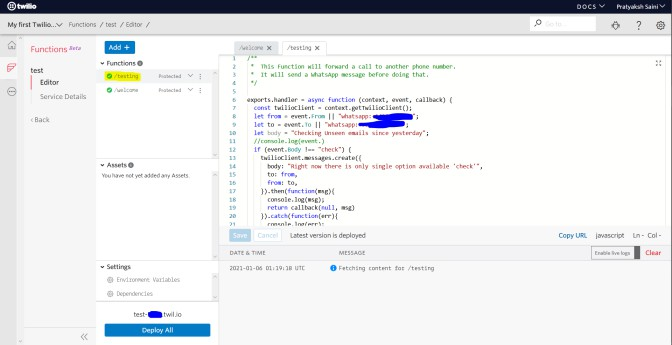 twilio
DOCS
Pratyaksh Saini
My first Twilio...
Functions / test / Editor /
Go to...
Functions Beta
test
Editor
Service Details
<Back
Add +
Functions
/testing Protected
/welcome Protected
Assets
You have not yet added any Assets.
Settings
Environment Variables
Dependencies
test- .twil.io
Deploy All
/welcome ×
/testing ×
1 /**
2 * This Function will forward a call to another phone number.
3 * It will send a WhatsApp message before doing that.
4 */
5
6 exports.handler = async function (context, event, callback) {
7 const twilioClient = context.getTwilioClient();
8 let from = event.From || "whatsapp:
9 let to = event.To || "whatsapp: ;
10 let body = "Checking Unseen emails since yesterday";
11 //console.log(event.)
12 if (event.Body !== "check") {
13 twilioClient.messages.create({
14 body: "Right now there is only single option available 'check'",
15 to: from,
16 from: to,
17 }).then(function(msg){
18 console.log(msg);
19 return callback(null, msg)
20 }).catch(function(err){
21 console.log(err);
Save
Cancel
Latest version is deployed
Copy URL
javascript
Ln - Col -
DATE & TIME
MESSAGE
Enable live logs
Clear
2021-01-06 01:19:18 UTC
Fetching content for /testing